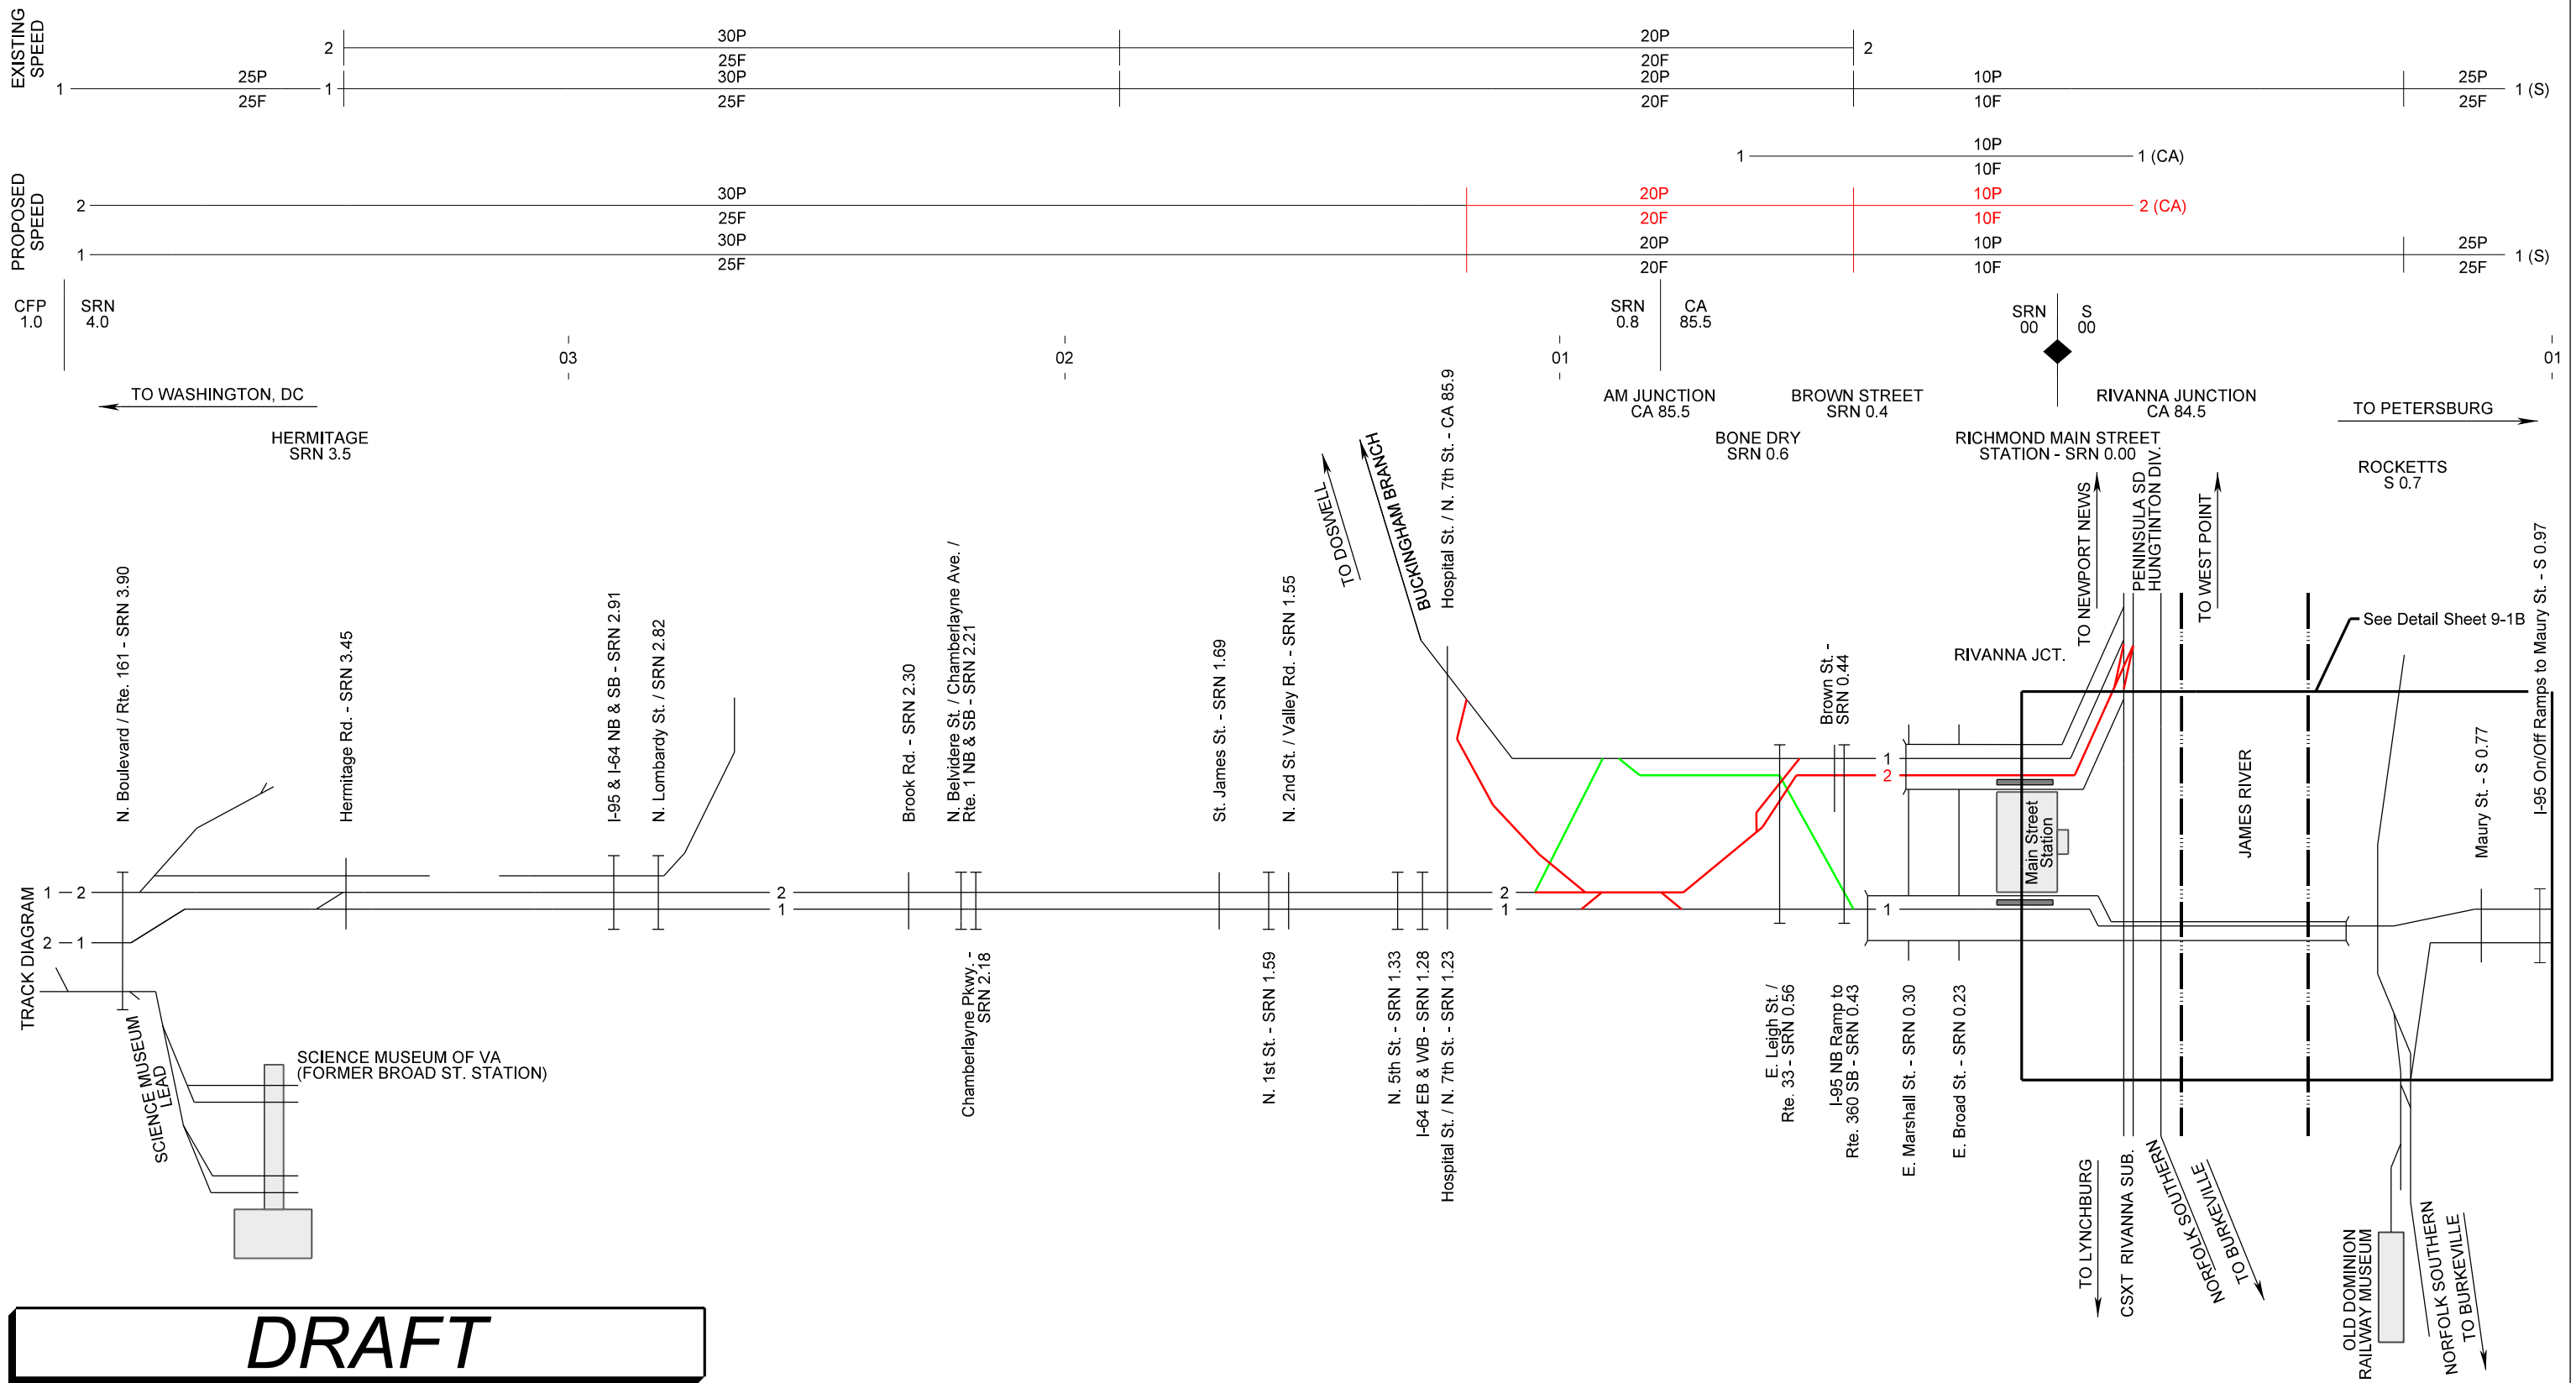 EXISTING
SPEED
2
30P
25F
20P
20F
2
1
25P
25F
1
30P
25F
20P
20F
10P
10F
25P
25F
1 (S)
1
10P
10F
1 (CA)
PROPOSED
SPEED
2
30P
25F
20P
20F
10P
10F
2 (CA)
1
30P
25F
20P
20F
10P
10F
25P
25F
1 (S)
CFP
1.0
SRN
4.0
SRN
0.8
CA
85.5
SRN
00
S
00
03
02
01
01
TO WASHINGTON, DC
HERMITAGE
SRN 3.5
AM JUNCTION
CA 85.5
BROWN STREET
SRN 0.4
RIVANNA JUNCTION
CA 84.5
TO PETERSBURG
BONE DRY
SRN 0.6
RICHMOND MAIN STREET
STATION - SRN 0.00
ROCKETTS
S 0.7
TO DOSWELL
BUCKINGHAM BRANCH
Hospital St. / N. 7th St. - CA 85.9
TO NEWPORT NEWS
PENINSULA SD
HUNGTINTON DIV.
TO WEST POINT
See Detail Sheet 9-1B
N. Boulevard / Rte. 161 - SRN 3.90
Hermitage Rd. - SRN 3.45
I-95 & I-64 NB & SB - SRN 2.91
N. Lombardy St. / SRN 2.82
Brook Rd. - SRN 2.30
N. Belvidere St. / Chamberlayne Ave. /
Rte. 1 NB & SB - SRN 2.21
St. James St. - SRN 1.69
N. 2nd St. / Valley Rd. - SRN 1.55
Brown St. -
SRN 0.44
RIVANNA JCT.
JAMES RIVER
Maury St. - S 0.77
I-95 On/Off Ramps to Maury St. - S 0.97
TRACK DIAGRAM
1
2
2
1
2
1
2
1
1
2
1
Main Street
Station
SCIENCE MUSEUM
LEAD
SCIENCE MUSEUM OF VA
(FORMER BROAD ST. STATION)
Chamberlayne Pkwy. -
SRN 2.18
N. 1st St. - SRN 1.59
N. 5th St. - SRN 1.33
I-64 EB & WB - SRN 1.28
Hospital St. / N. 7th St. - SRN 1.23
E. Leigh St. /
Rte. 33 - SRN 0.56
I-95 NB Ramp to
Rte. 360 SB - SRN 0.43
E. Marshall St. - SRN 0.30
E. Broad St. - SRN 0.23
TO LYNCHBURG
CSXT RIVANNA SUB.
NORFOLK SOUTHERN
TO BURKEVILLE
OLD DOMINION
RAILWAY MUSEUM
NORFOLK SOUTHERN
TO BURKEVILLE
DRAFT